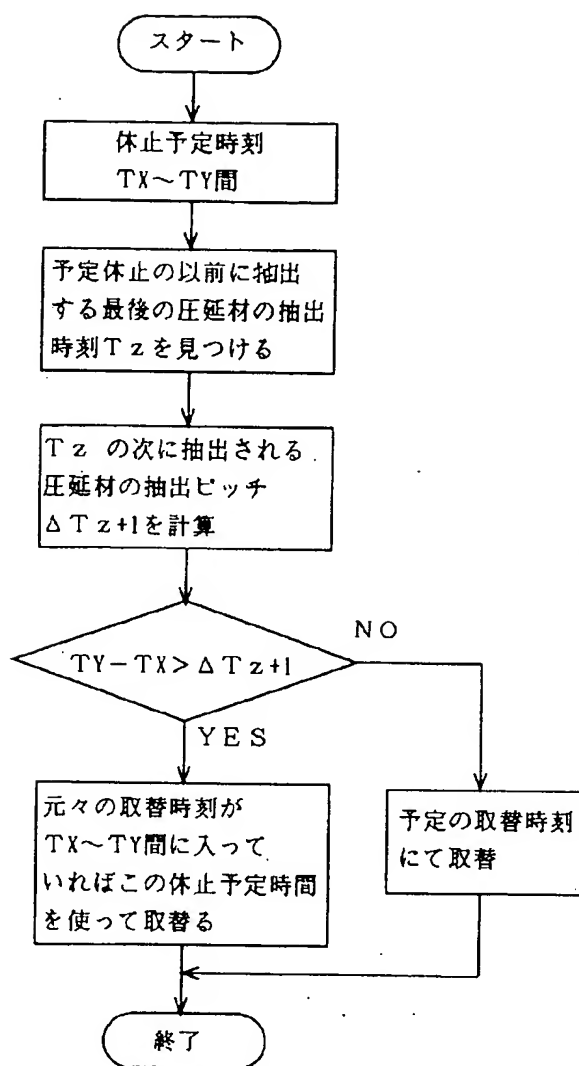 スタート
休止予定時刻
TX～TY間
予定休止の以前に抽出
する最後の圧延材の抽出
時刻Tzを見つける
Tz の次に抽出される
圧延材の抽出ピッチ
ΔTz+1を計算
TY－TX＞ΔTz+1
NO
YES
元々の取替時刻が
TX～TY間に入って
いればこの休止予定時間
を使って取替る
予定の取替時刻
にて取替
終了